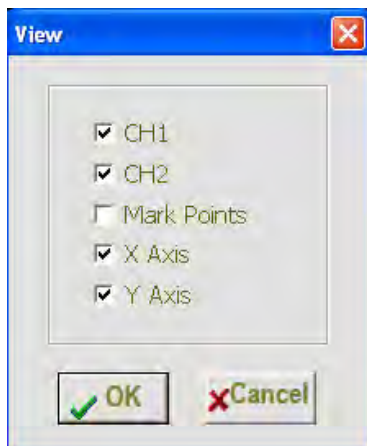 View
CH1
CH2
Mark Points
X Axis
Y Axis
OK
Cancel